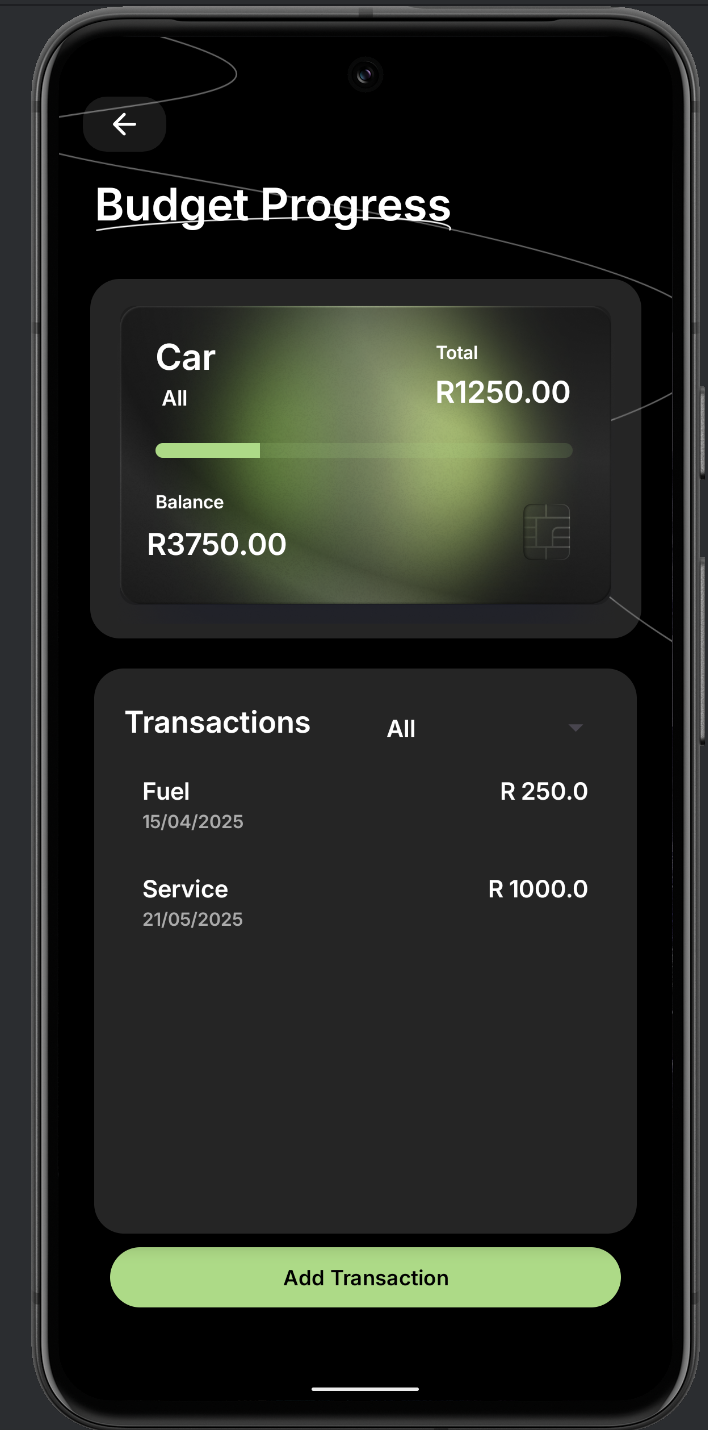 Budget Progress
Car
Total
All
R1250.00
Balance
R3750.00
Transactions
All
Fuel
R 250.0
15/04/2025
Service
R 1000.0
21/05/2025
Add Transaction